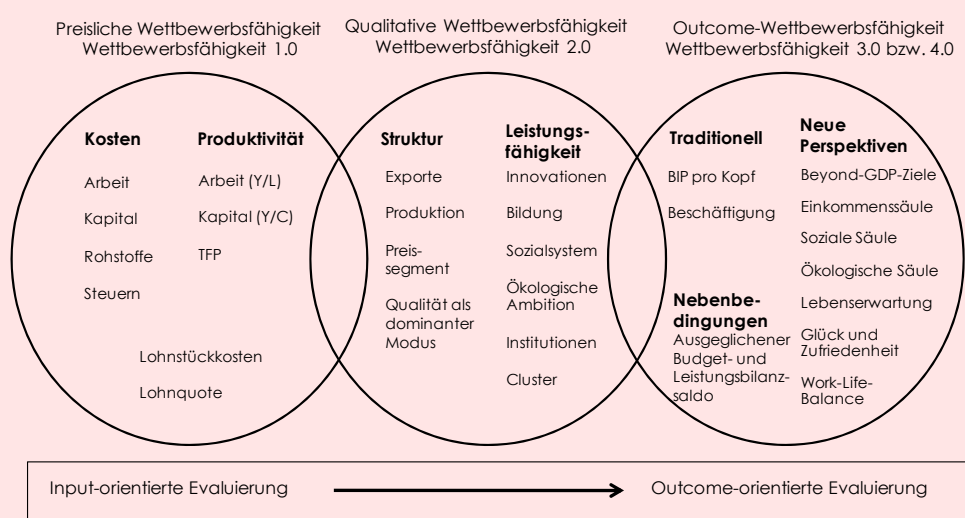 Preisliche Wettbewerbsfähigkeit
Wettbewerbsfähigkeit 1.0
Qualitative Wettbewerbsfähigkeit
Wettbewerbsfähigkeit 2.0
Outcome-Wettbewerbsfähigkeit
Wettbewerbsfähigkeit 3.0 bzw. 4.0
Kosten
Arbeit
Kapital
Rohstoffe
Steuern
Produktivität
Arbeit (Y/L)
Kapital (Y/C)
TFP
Lohnstückkosten
Lohnquote
Struktur
Exporte
Produktion
Preis-
segment
Qualität als
dominanter
Modus
Leistungs-
fähigkeit
Innovationen
Bildung
Sozialsystem
Ökologische
Ambition
Institutionen
Cluster
Traditionell
BIP pro Kopf
Beschäftigung
Nebenbe-
dingungen
Ausgeglichener
Budget- und
Leistungsbilanz-
saldo
Neue
Perspektiven
Beyond-GDP-Ziele
Einkommenssäule
Soziale Säule
Ökologische Säule
Lebenserwartung
Glück und
Zufriedenheit
Work-Life-
Balance
Input-orientierte Evaluierung
Outcome-orientierte Evaluierung